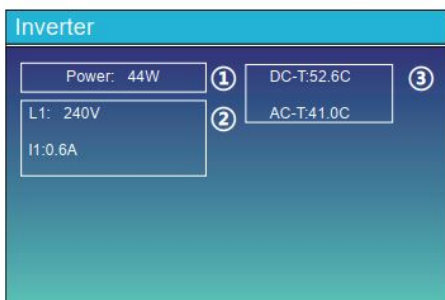 Inverter
Power: 44W
①
L1: 240V
I1:0.6A
②
DC-T:52.6C
AC-T:41.0C
③